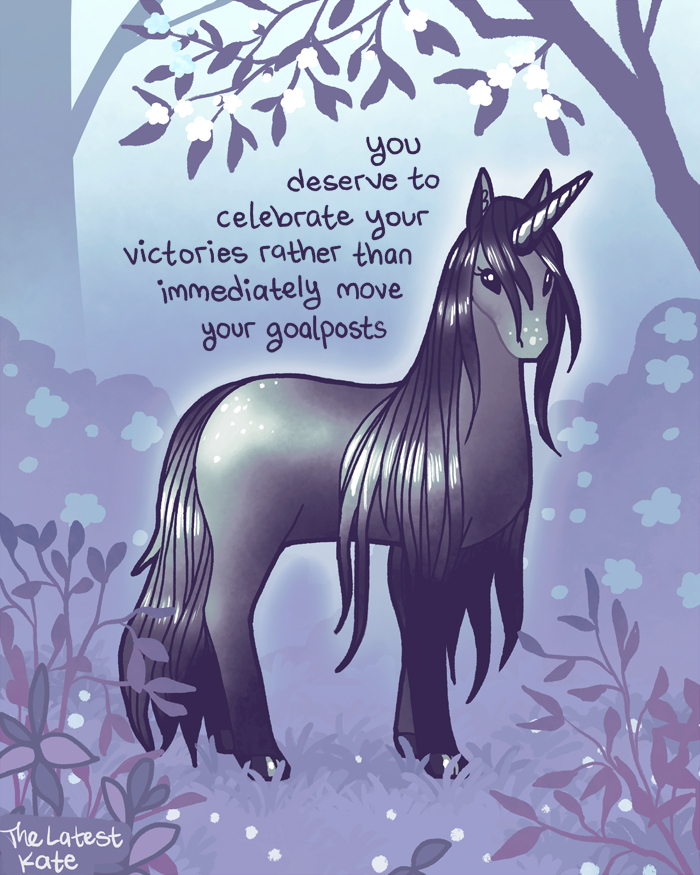 you
deserve to
celebrate your
victories rather than
immediately move
your goalposts
The Latest
Kate